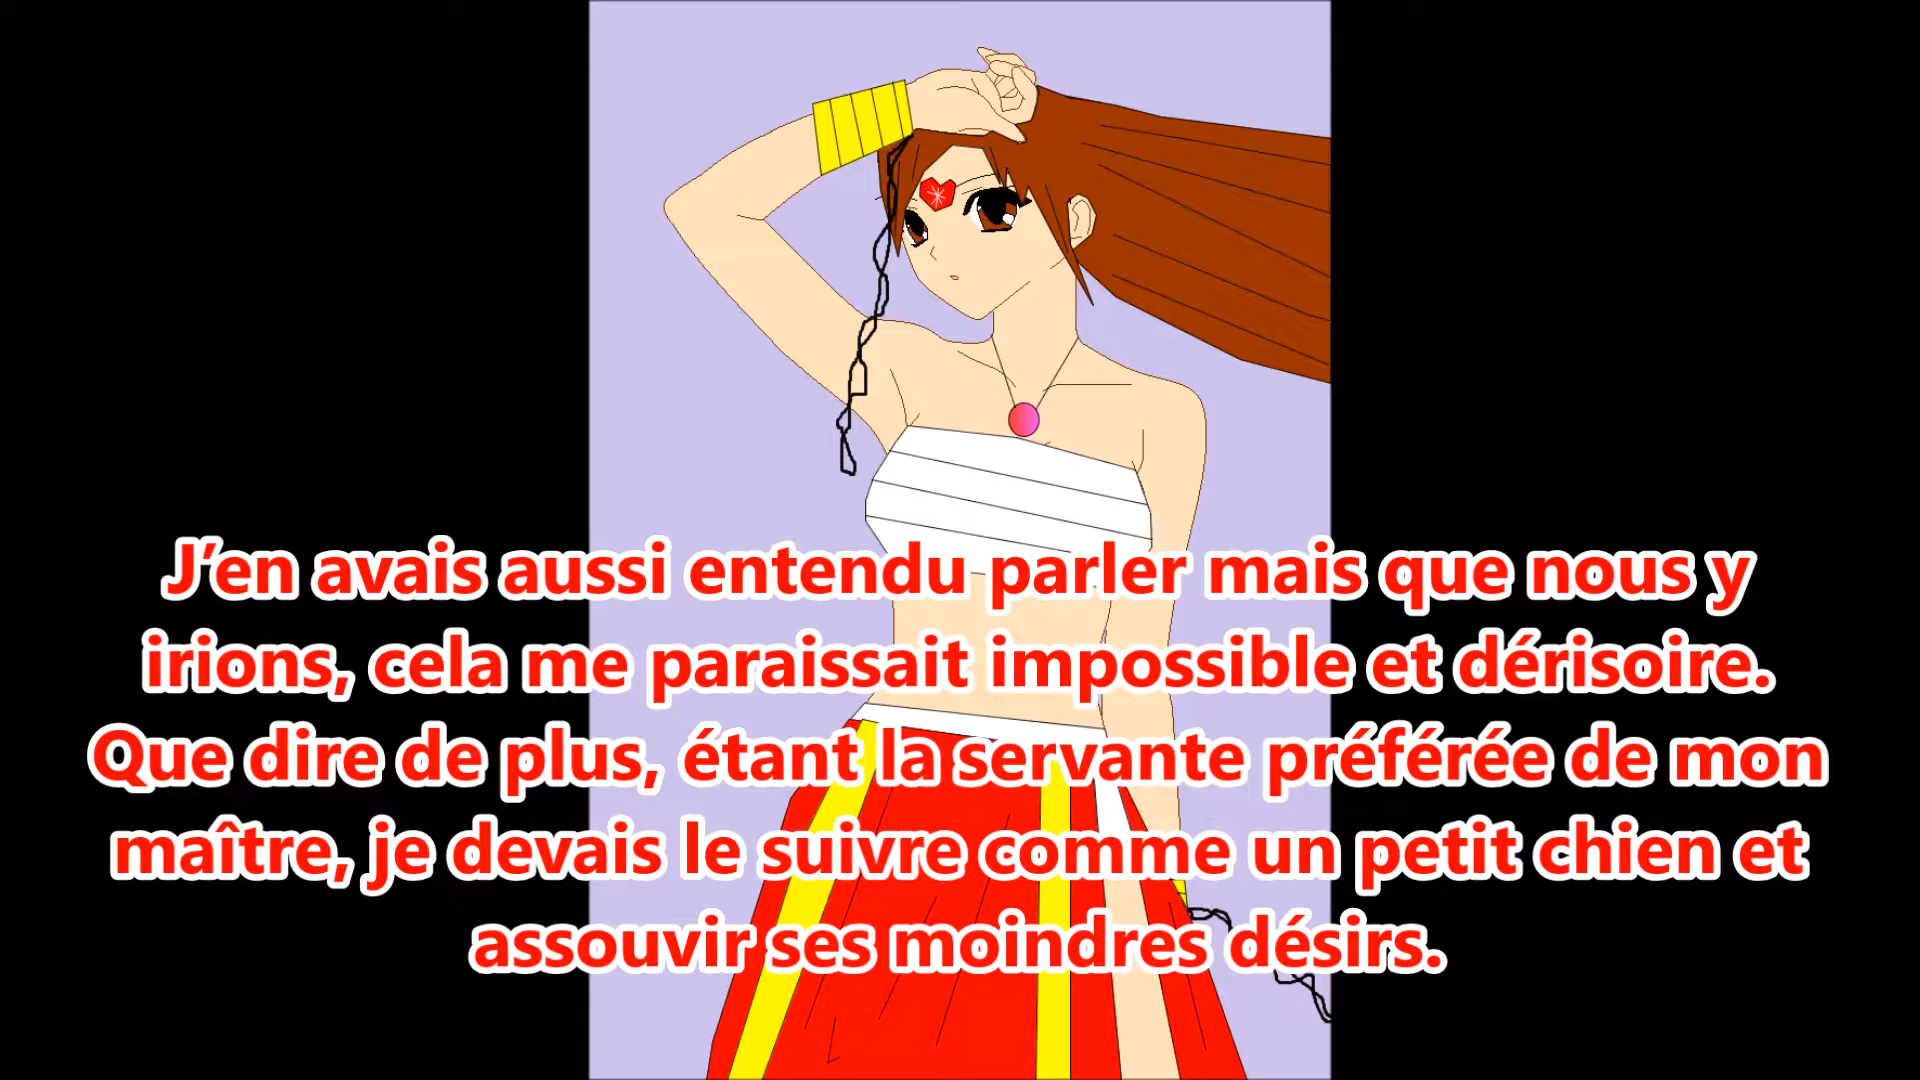 J’en avais aussi entendu parler mais que nous y
irions, cela me paraissait impossible et dérisoire.
Que dire de plus, étant la servante préférée de mon
maître, je devais le suivre comme un petit chien et
assouvir ses moindres désirs.